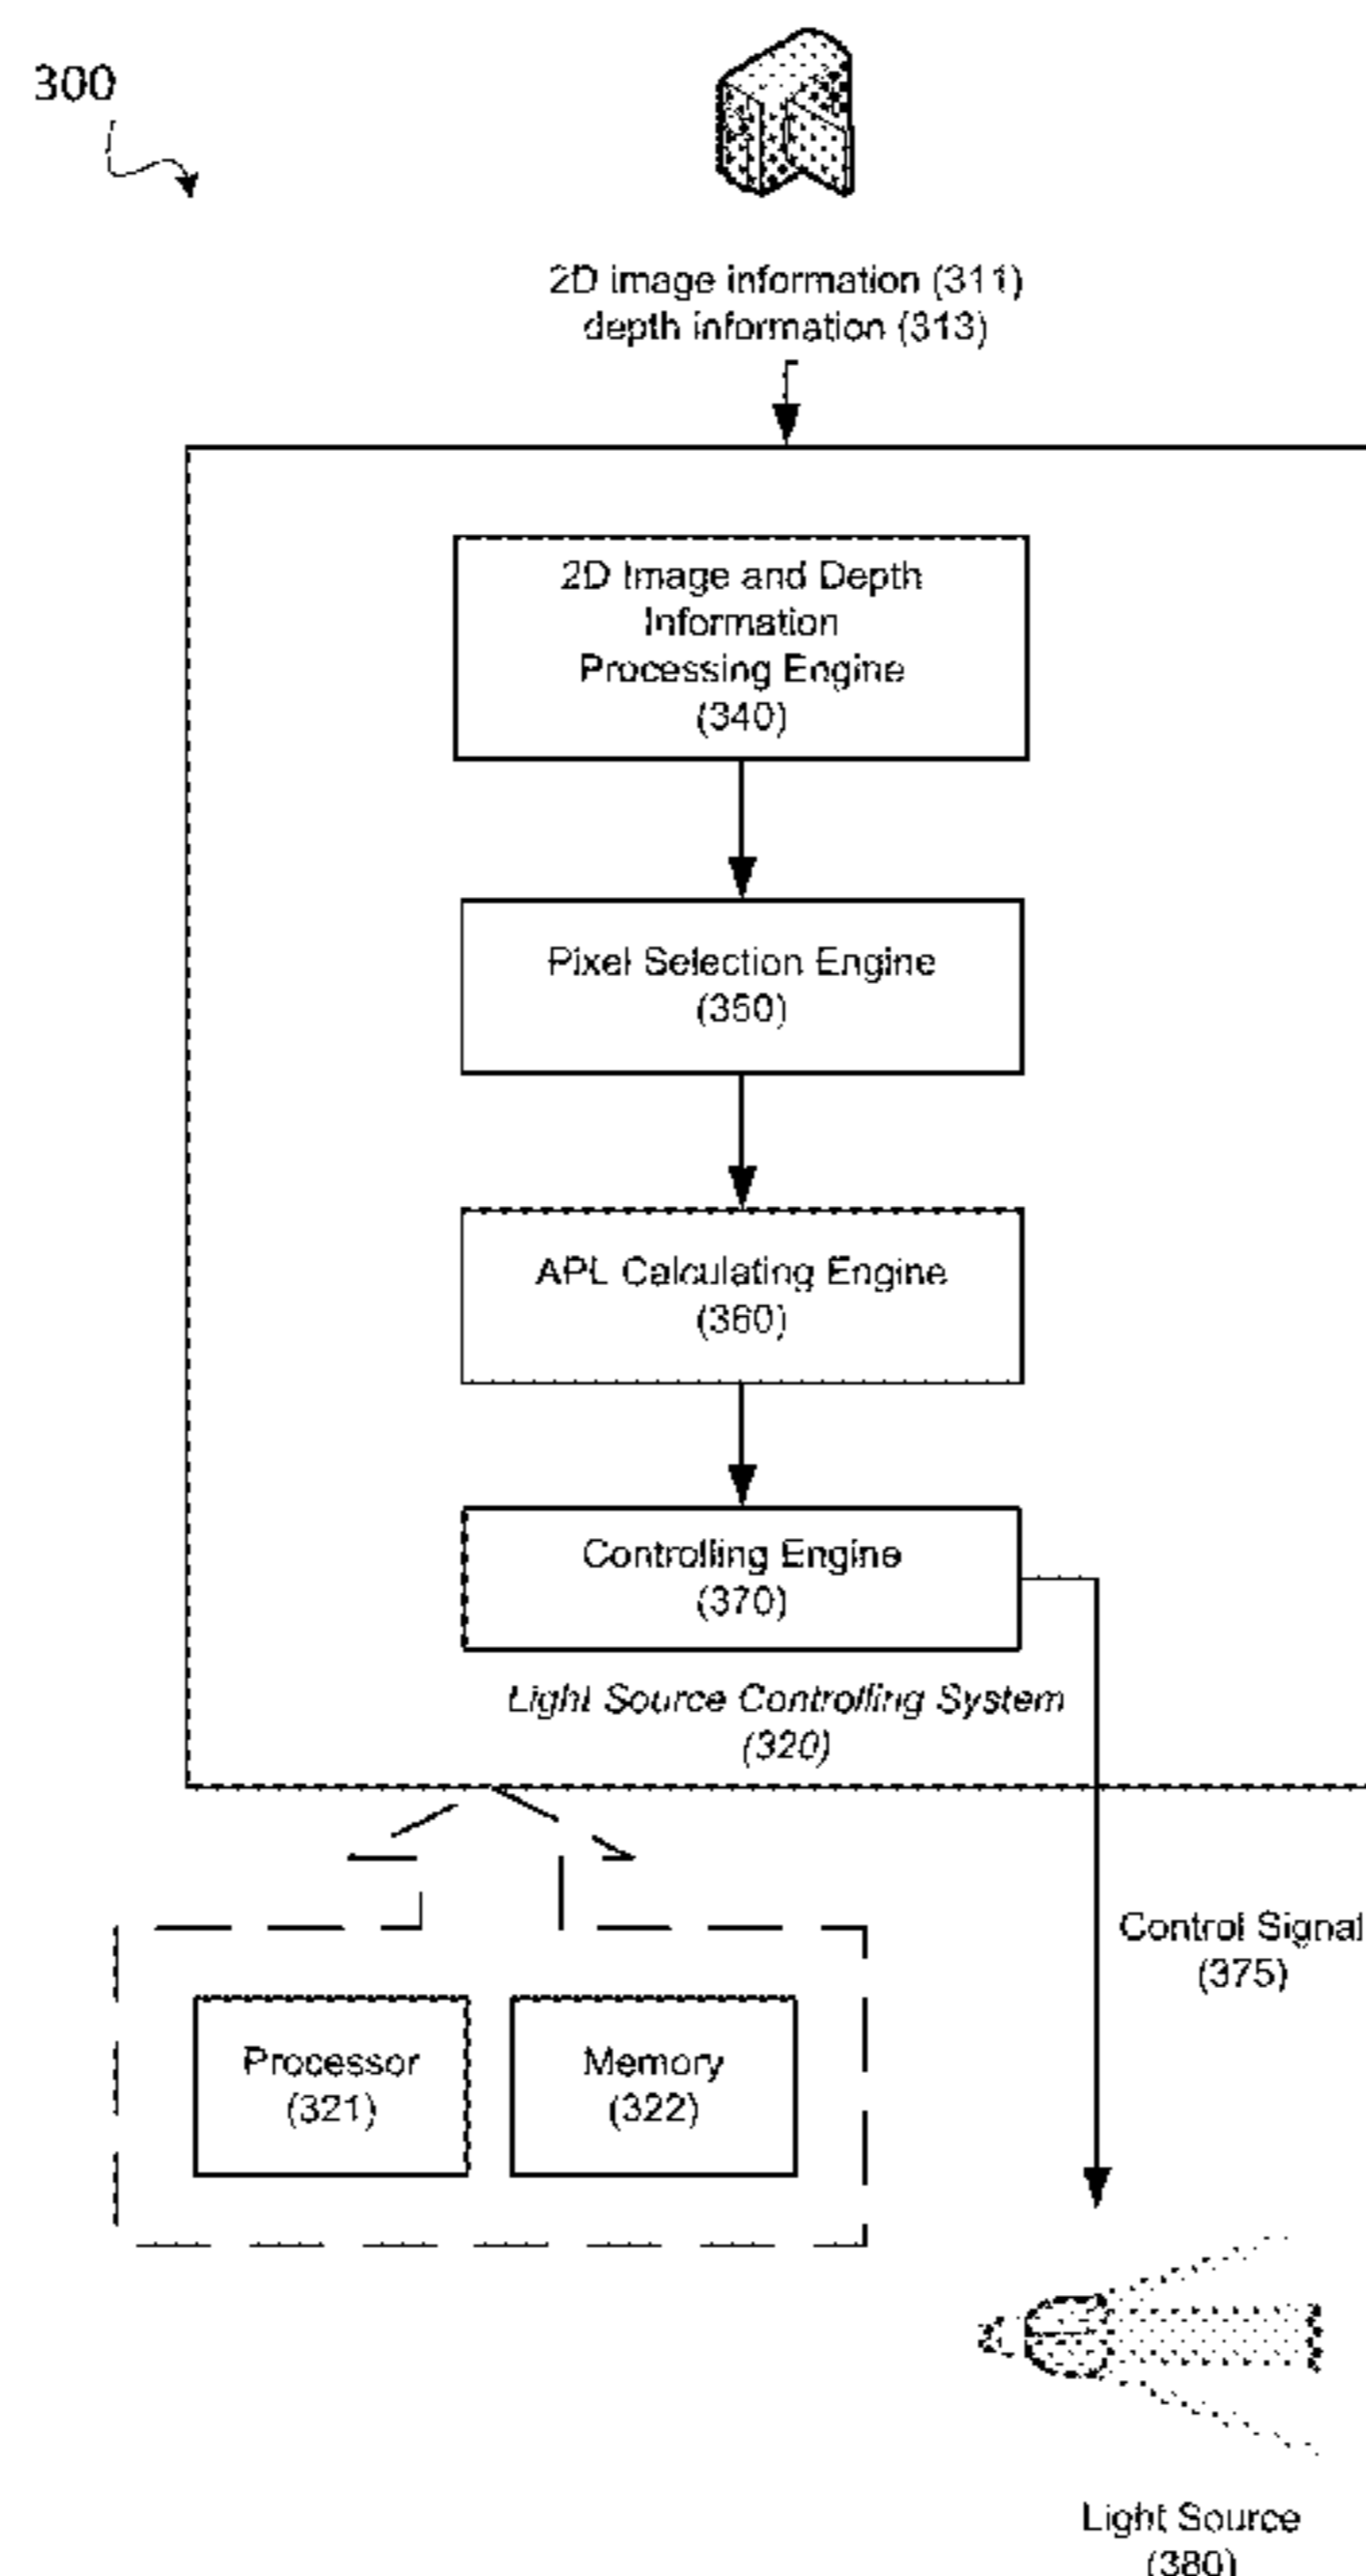 300
2D image information (311)
depth information (313)
2D Image and Depth
Information
Processing Engine
(340)
Pixel Selection Engine
(350)
APL Calculating Engine
(360)
Controlling Engine
(370)
Light Source Controlling System
(320)
Control Signal
(375)
Processor
(321)
Memory
(322)
Light Source
(380)